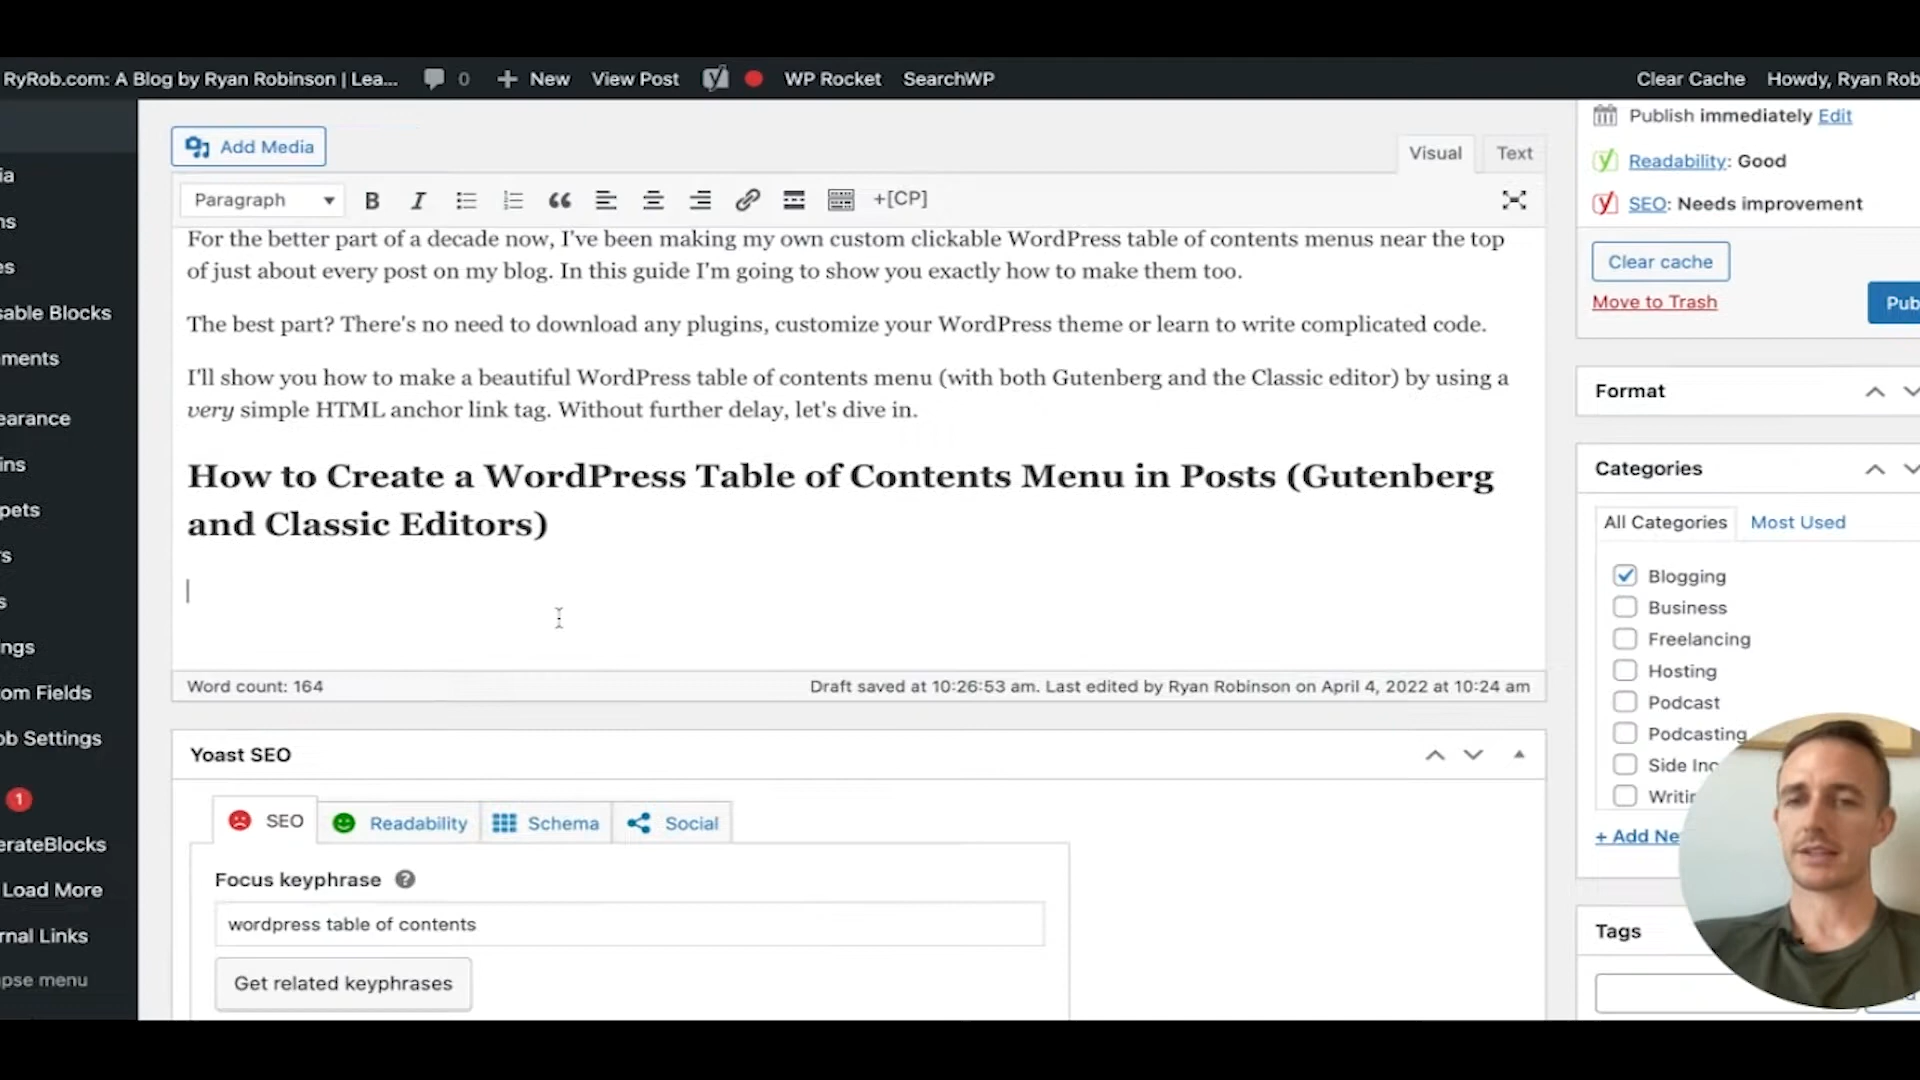 RyRob.com: A Blog by Ryan Robinson | Lea... 0 New View Post WP Rocket SearchWP Clear Cache Howdy, Ryan Rob
ia
ns
es
sable Blocks
ments
earance
ins
pets
rs
s
ngs
tom Fields
ob Settings
1
erateBlocks
Load More
rnal Links
apse menu
Add Media
Visual Text
Paragraph B I +[CP]
For the better part of a decade now, I've been making my own custom clickable WordPress table of contents menus near the top
of just about every post on my blog. In this guide I'm going to show you exactly how to make them too.
The best part? There's no need to download any plugins, customize your WordPress theme or learn to write complicated code.
I'll show you how to make a beautiful WordPress table of contents menu (with both Gutenberg and the Classic editor) by using a
very simple HTML anchor link tag. Without further delay, let's dive in.
How to Create a WordPress Table of Contents Menu in Posts (Gutenberg
and Classic Editors)
Word count: 164 Draft saved at 10:26:53 am. Last edited by Ryan Robinson on April 4, 2022 at 10:24 am
Yoast SEO
SEO Readability Schema Social
Focus keyphrase ?
wordpress table of contents
Get related keyphrases
Publish immediately Edit
Readability: Good
SEO: Needs improvement
Clear cache
Move to Trash
Pub
Format
Categories
All Categories Most Used
Blogging
Business
Freelancing
Hosting
Podcast
Podcasting
Side Inc
Writin
+ Add Ne
Tags